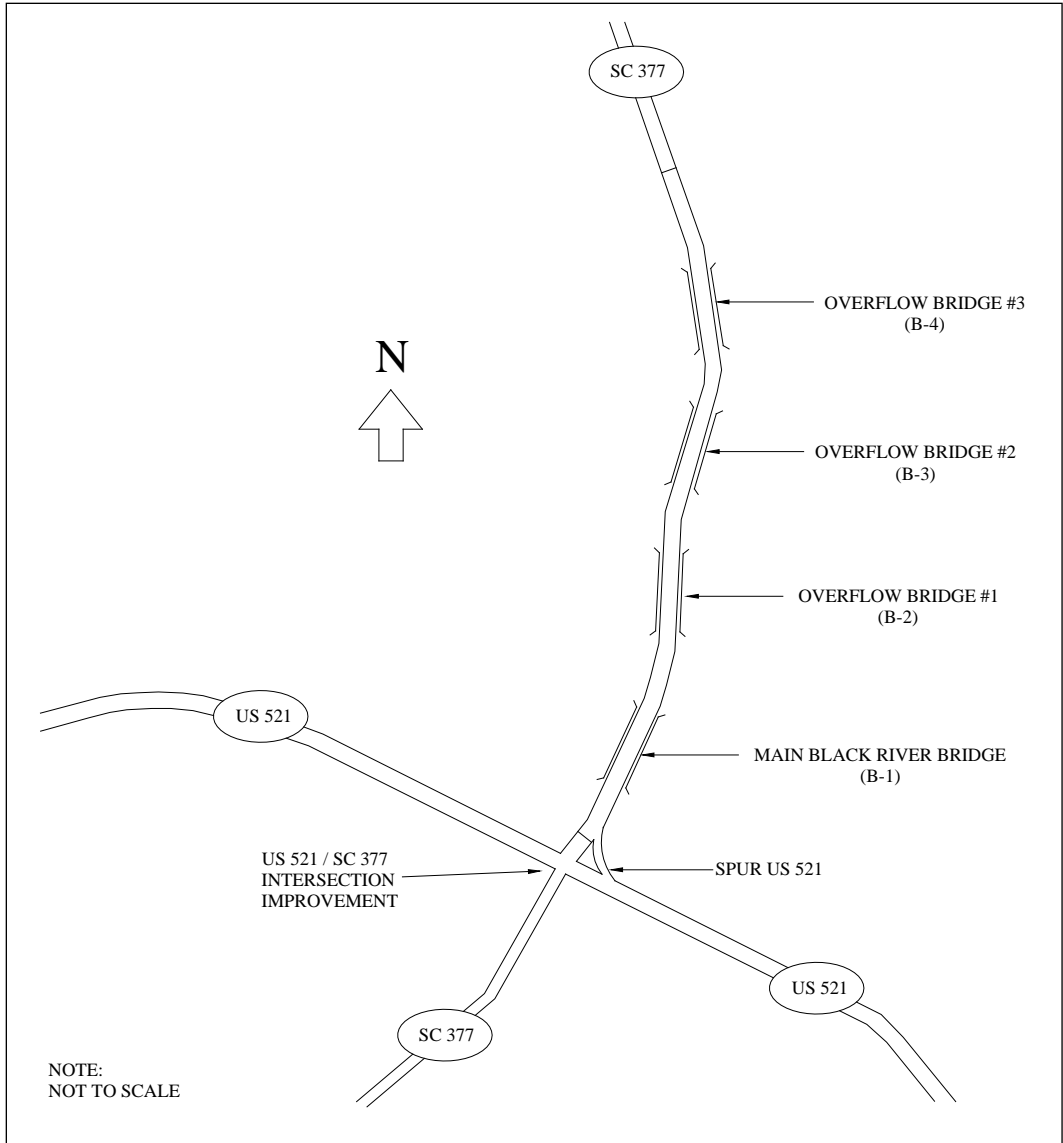 SC 377
OVERFLOW BRIDGE #3
(B-4)
N
OVERFLOW BRIDGE #2
(B-3)
OVERFLOW BRIDGE #1
(B-2)
US 521
MAIN BLACK RIVER BRIDGE
(B-1)
US 521 / SC 377
INTERSECTION
IMPROVEMENT
SPUR US 521
US 521
SC 377
NOTE:
NOT TO SCALE